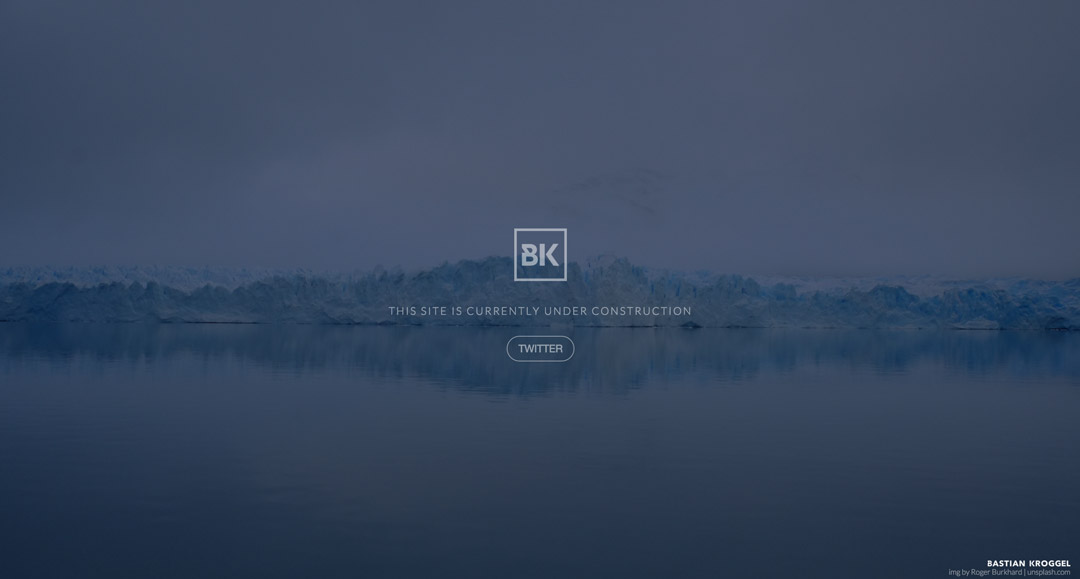 BK
THIS SITE IS CURRENTLY UNDER CONSTRUCTION
TWITTER
BASTIAN KROGGEL
img by Roger Burkhard | unsplash.com